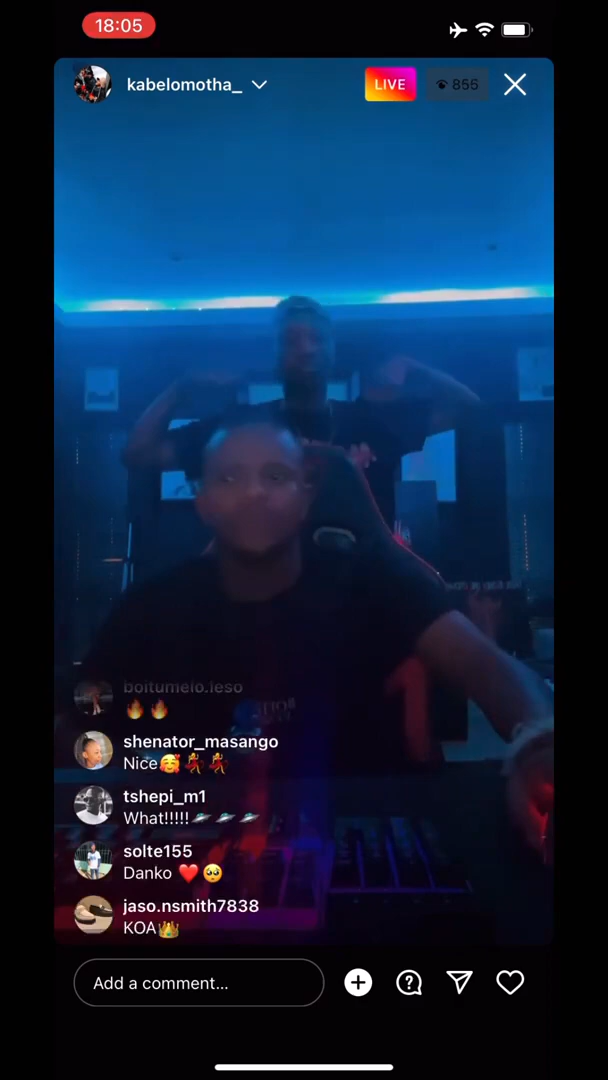 18:05
kabelomotha_
LIVE
855
boitumelo.leso
🔥🔥
shenator_masango
Nice🥰💃💃
tshepi_m1
What!!!!!🛸🛸🛸
solte155
Danko ❤️🥺
jaso.nsmith7838
KOA👑
Add a comment...